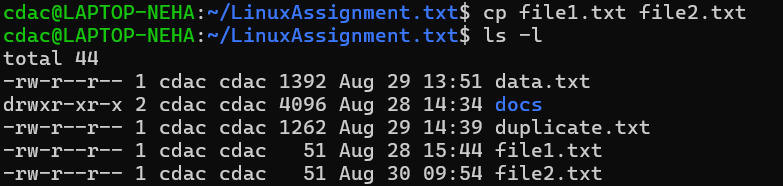 cdac@LAPTOP-NEHA:~/LinuxAssignment.txt$ cp file1.txt file2.txt
cdac@LAPTOP-NEHA:~/LinuxAssignment.txt$ ls -l
total 44
-rw-r--r-- 1 cdac cdac 1392 Aug 29 13:51 data.txt
drwxr-xr-x 2 cdac cdac 4096 Aug 28 14:34 docs
-rw-r--r-- 1 cdac cdac 1262 Aug 29 14:39 duplicate.txt
-rw-r--r-- 1 cdac cdac   51 Aug 28 15:44 file1.txt
-rw-r--r-- 1 cdac cdac   51 Aug 30 09:54 file2.txt